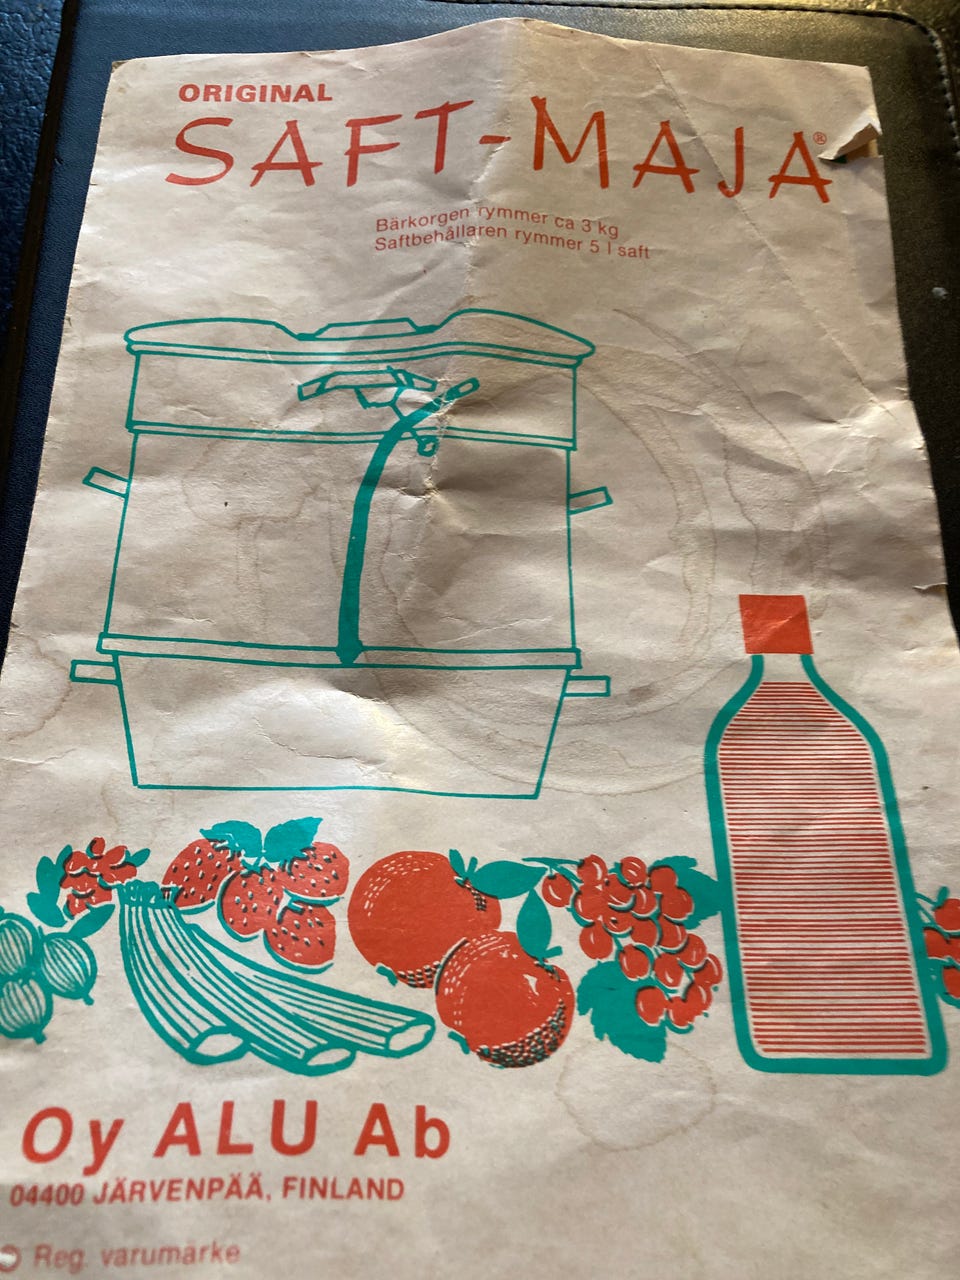 ORIGINAL
SAFT-MAJA®
Bärkorgen rymmer ca 3 kg
Saftbehållaren rymmer 5 l saft
Oy ALU Ab
04400 JÄRVENPÄÄ, FINLAND
Reg. varumärke